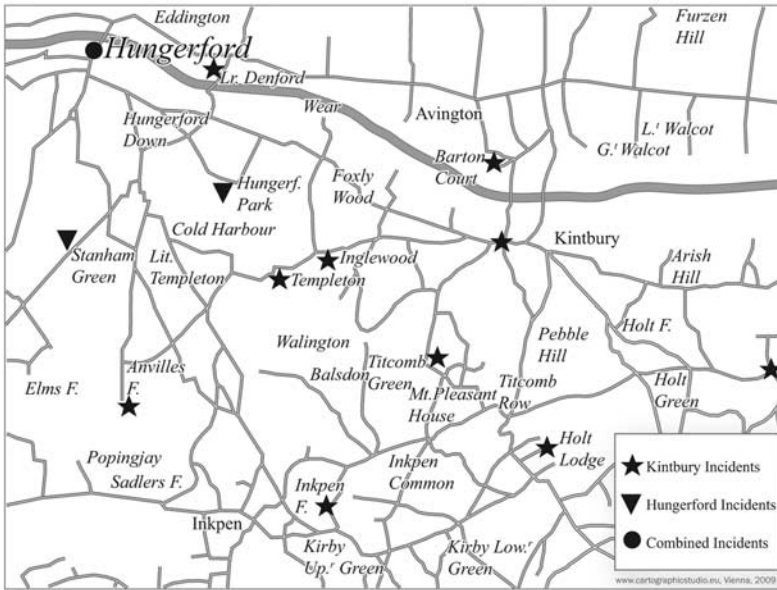 Eddington
Furzen
Hill
Hungerford
Lr. Denford
Wear
Avington
Hungerford
Down
L.ᵗ Walcot
G.ᵗ Walcot
Barton
Court
Foxly
Wood
Hungerf.
Park
Cold Harbour
Kintbury
Stanham
Green
Lit.
Templeton
Inglewood
Templeton
Arish
Hill
Walington
Pebble
Hill
Holt F.
Balsdon
Titcomb
Green
Anvilles
F.
Elms F.
Mt.Pleasant
House
Titcomb
Row
Holt
Green
Holt
Lodge
Popingjay
Sadlers F.
Inkpen
Common
Inkpen
F.
Inkpen
Kirby
Up.ʳ Green
Kirby Low.ʳ
Green
Kintbury Incidents
Hungerford Incidents
Combined Incidents
www.cartographicstudio.eu, Vienna, 2009